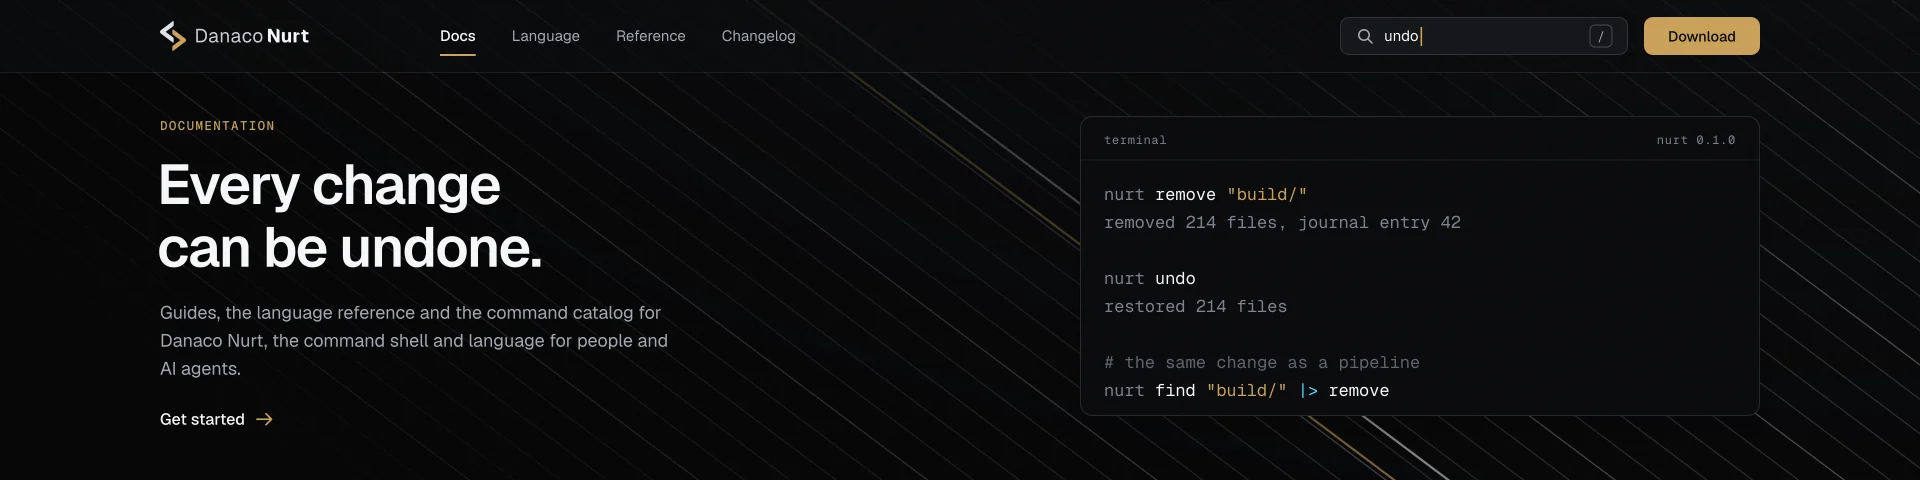 Danaco Nurt
Docs
Language
Reference
Changelog
undo
/
Download
DOCUMENTATION
Every change
can be undone.
Guides, the language reference and the command catalog for
Danaco Nurt, the command shell and language for people and
AI agents.
Get started →
terminal
nurt 0.1.0
nurt remove "build/"
removed 214 files, journal entry 42
nurt undo
restored 214 files
# the same change as a pipeline
nurt find "build/" |> remove